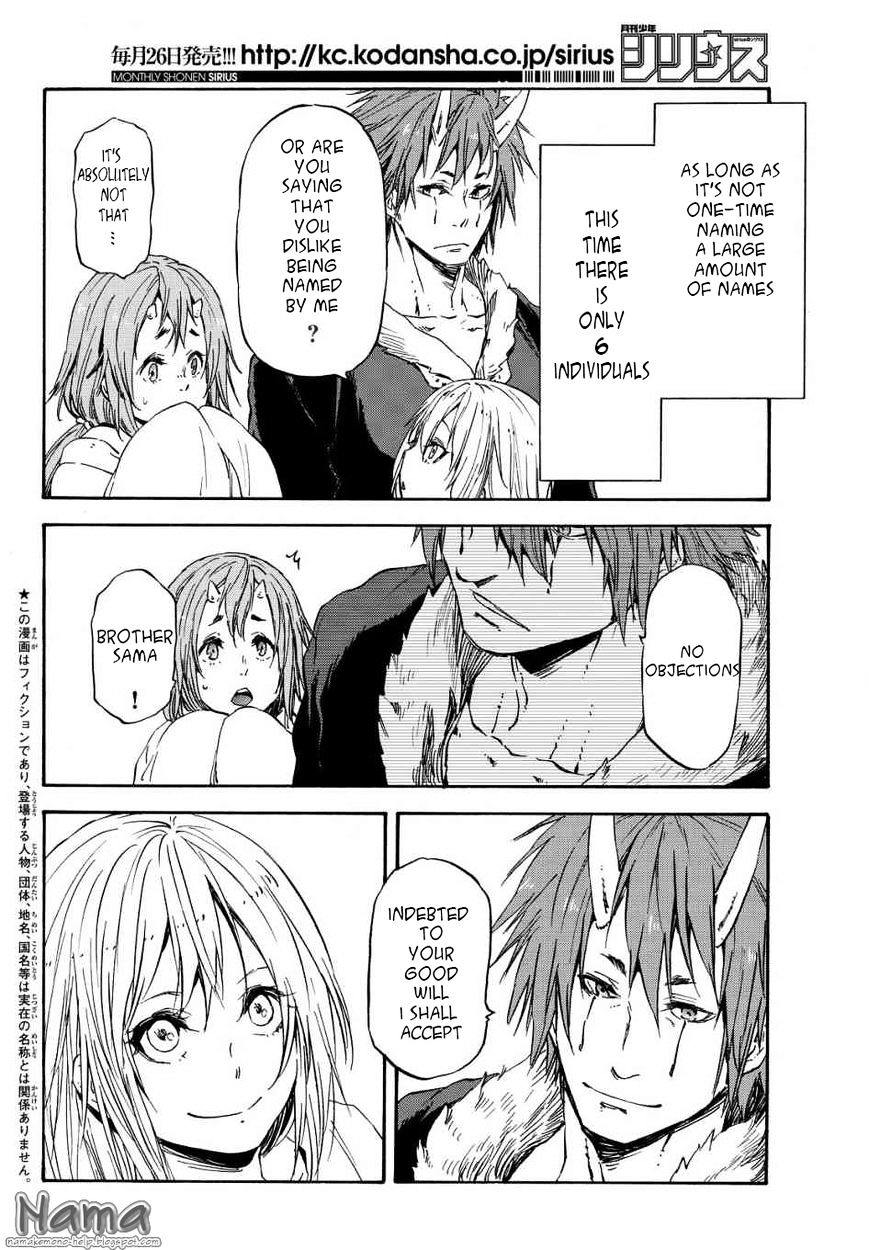 毎月26日発売!!! http://kc.kodansha.co.jp/sirius
MONTHLY SHONEN SIRIUS
月刊少年
シリウス
AS LONG AS
IT'S NOT
ONE-TIME
NAMING
A LARGE
AMOUNT
OF NAMES
THIS
TIME THERE
IS
ONLY
6
INDIVIDUALS
OR ARE
YOU
SAYING
THAT
YOU
DISLIKE
BEING
NAMED
BY ME
?
IT'S
ABSOLUTELY
NOT
THAT
...
NO
OBJECTIONS
BROTHER
SAMA
!
INDEBTED
TO
YOUR
GOOD
WILL
I SHALL
ACCEPT
★この漫画はフィクションであり、登場する人物、団体、地名、国名等は実在の名称とは関係ありません。
Nama
namakemono-help.blogspot.com